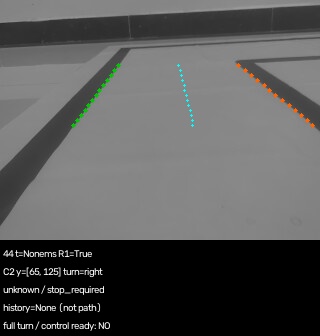 44 t=Nonems R1=True
C2 y=[65, 125] turn=right
unknown / stop_required
history=None (not path)
full turn / control ready: NO